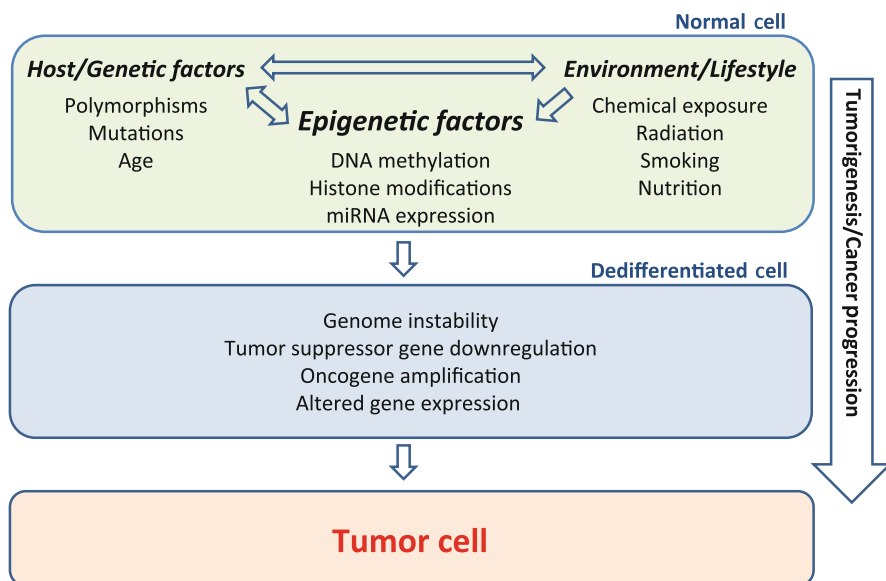 Normal cell
Host/Genetic factors
Polymorphisms
Mutations
Age
Epigenetic factors
DNA methylation
Histone modifications
miRNA expression
Environment/Lifestyle
Chemical exposure
Radiation
Smoking
Nutrition
Dedifferentiated cell
Genome instability
Tumor suppressor gene downregulation
Oncogene amplification
Altered gene expression
Tumor cell
Tumorigenesis/Cancer progression